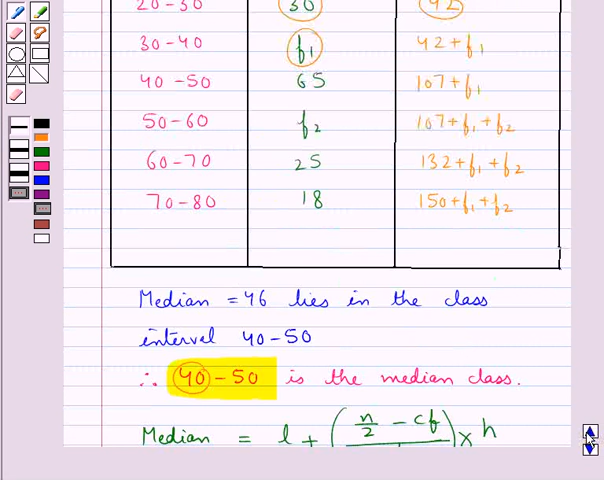 20-30 30 42
30-40 f₁ 42+f₁
40-50 65 107+f₁
50-60 f₂ 107+f₁+f₂
60-70 25 132+f₁+f₂
70-80 18 150+f₁+f₂
Median = 46 lies in the class
interval 40-50
∴ 40-50 is the median class.
Median = l + (n/2 - cf) × h